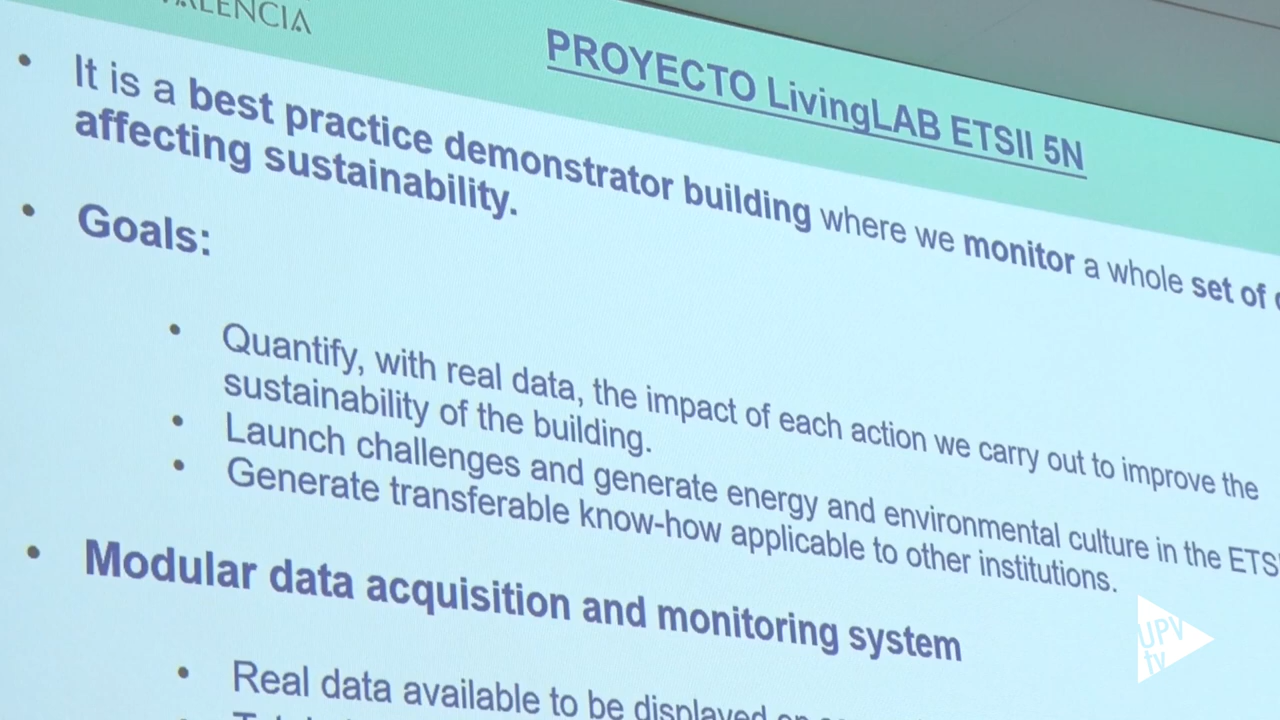 PROYECTO LivingLAB ETSII 5N
• It is a best practice demonstrator building where we monitor a whole set of
affecting sustainability.
• Goals:
• Quantify, with real data, the impact of each action we carry out to improve the
sustainability of the building.
• Launch challenges and generate energy and environmental culture in the
• Generate transferable know-how applicable to other institutions.
• Modular data acquisition and monitoring system
• Real data available to be displayed
UPV
tv